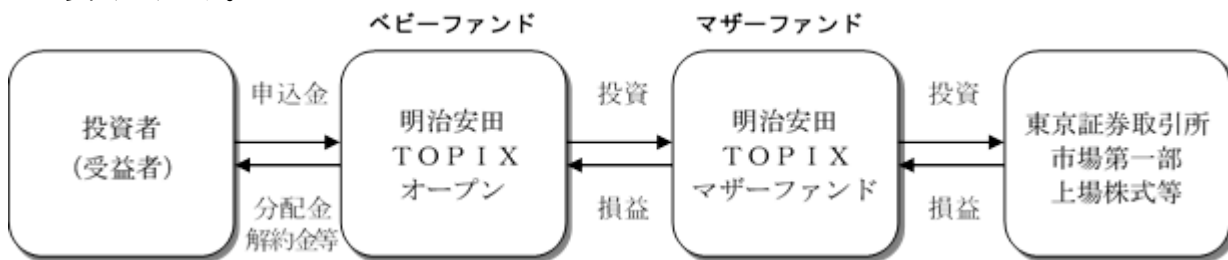 ベビーファンド
マザーファンド
投資者
(受益者)
申込金
分配金
解約金等
明治安田
TOPIX
オープン
投資
損益
明治安田
TOPIX
マザーファンド
投資
損益
東京証券取引所
市場第一部
上場株式等